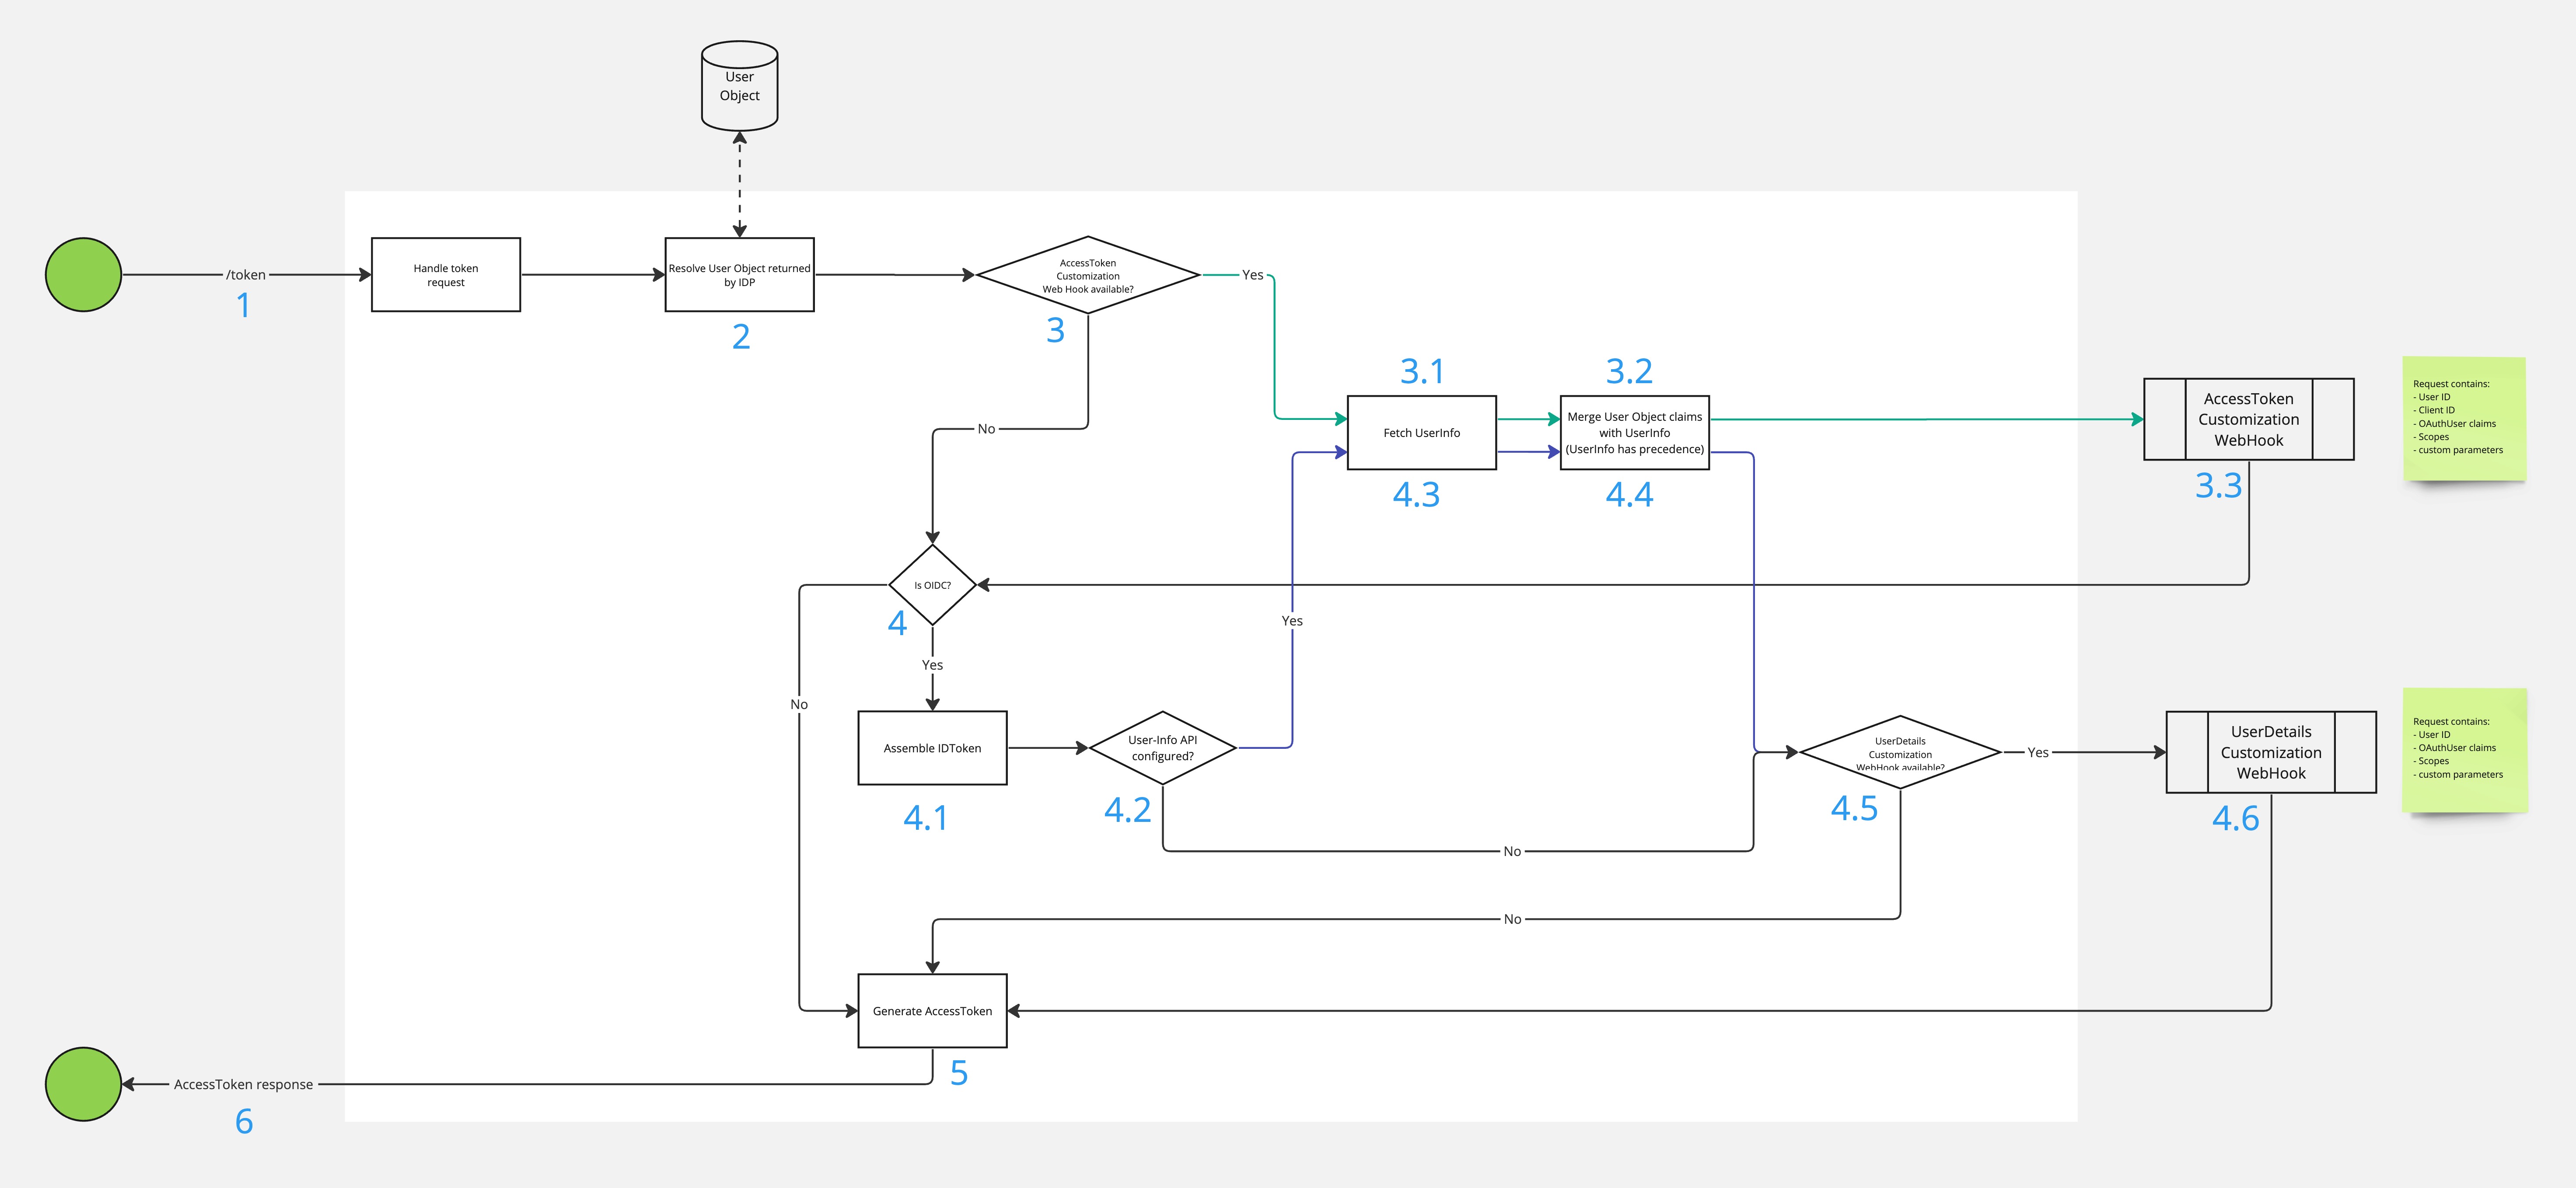 User
Object
/token
1
Handle token
request
Resolve User Object returned
by IDP
2
AccessToken
Customization
Web Hook available?
3
Yes
No
3.1
3.2
Fetch UserInfo
Merge User Object claims
with UserInfo
(UserInfo has precedence)
4.3
4.4
AccessToken
Customization
WebHook
3.3
Request contains:
- User ID
- Client ID
- OAuthUser claims
- Scopes
- custom parameters
Is OIDC?
4
Yes
No
Yes
Assemble IDToken
4.1
User-Info API
configured?
4.2
No
UserDetails
Customization
WebHook available?
4.5
Yes
UserDetails
Customization
WebHook
4.6
Request contains:
- User ID
- OAuthUser claims
- Scopes
- custom parameters
No
Generate AccessToken
5
AccessToken response
6